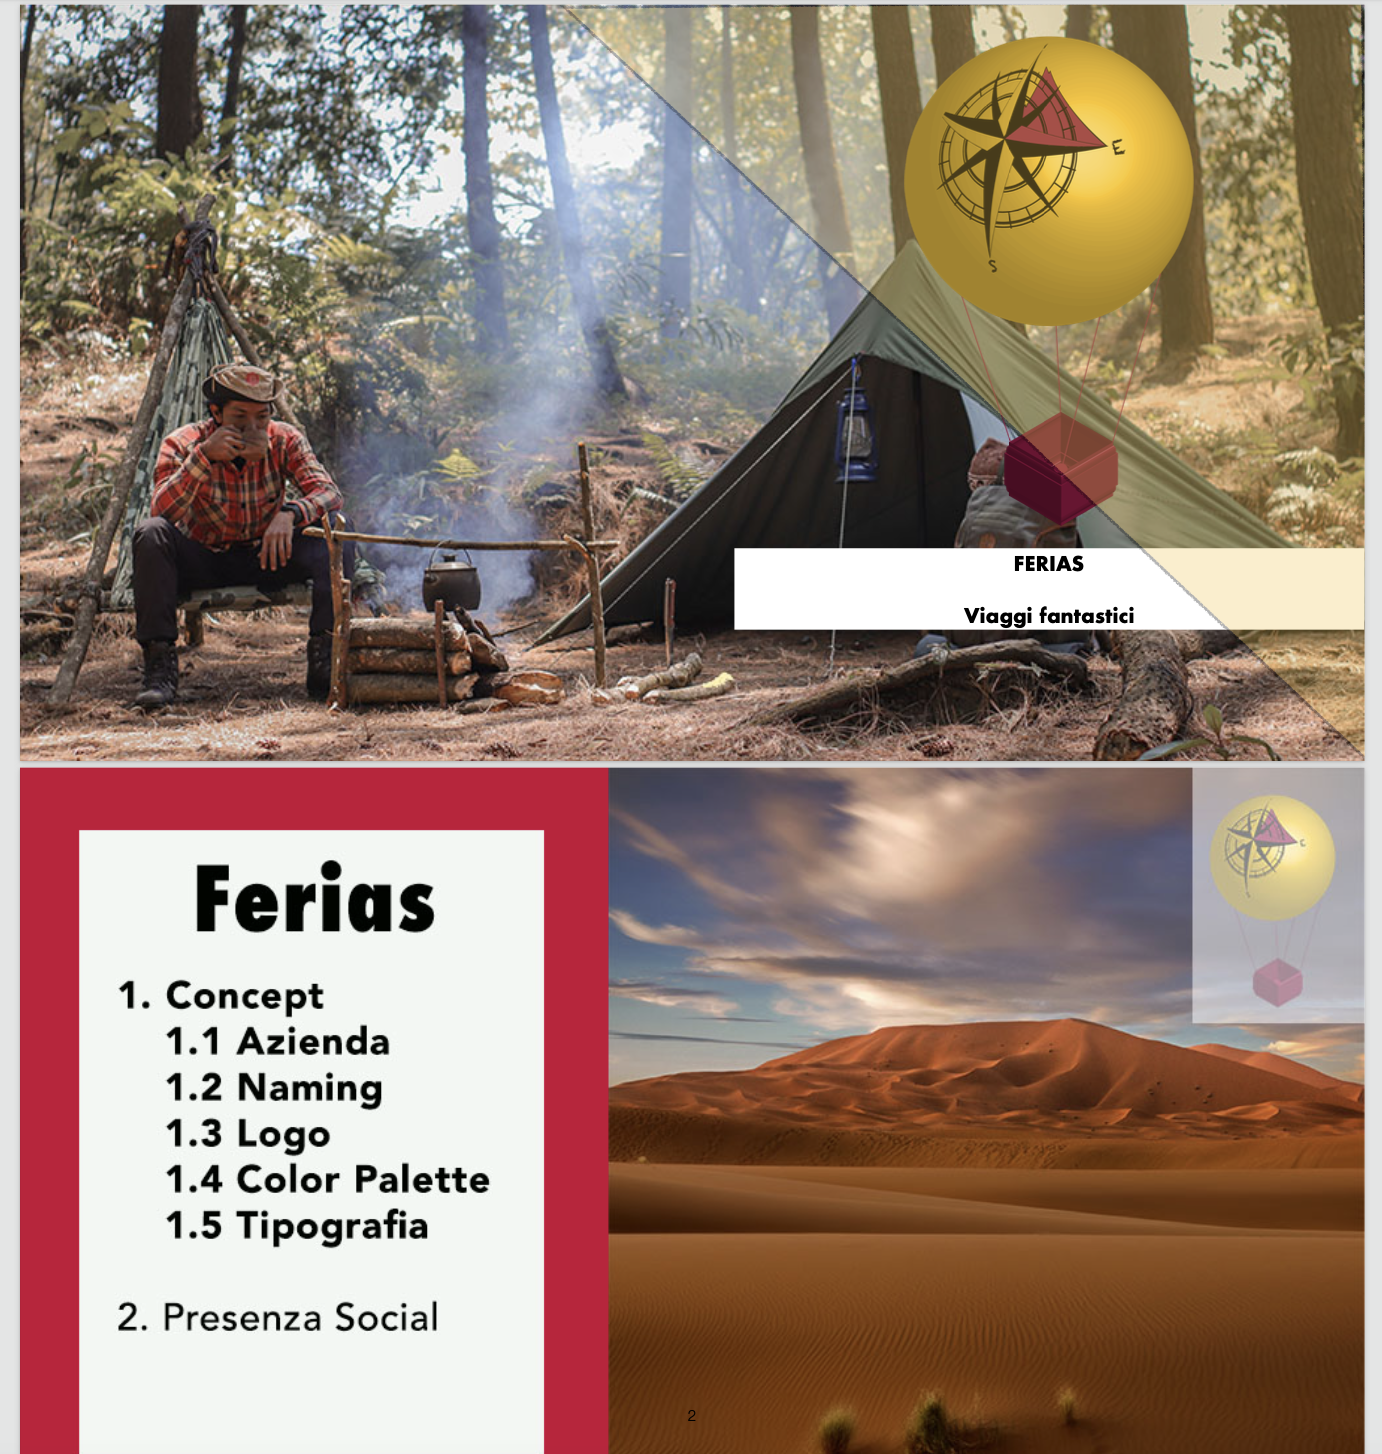 E
S
FERIAS
Viaggi fantastici
Ferias
1. Concept
1.1 Azienda
1.2 Naming
1.3 Logo
1.4 Color Palette
1.5 Tipografia
2. Presenza Social
E
2